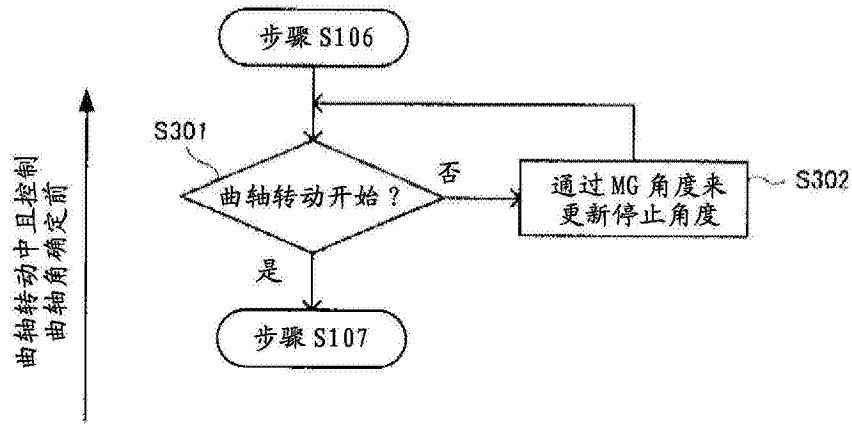 步骤 S106
S301
曲轴转动开始？
否
通过 MG 角度来
更新停止角度
S302
是
步骤 S107
曲轴转动中且控制
曲轴角确定前